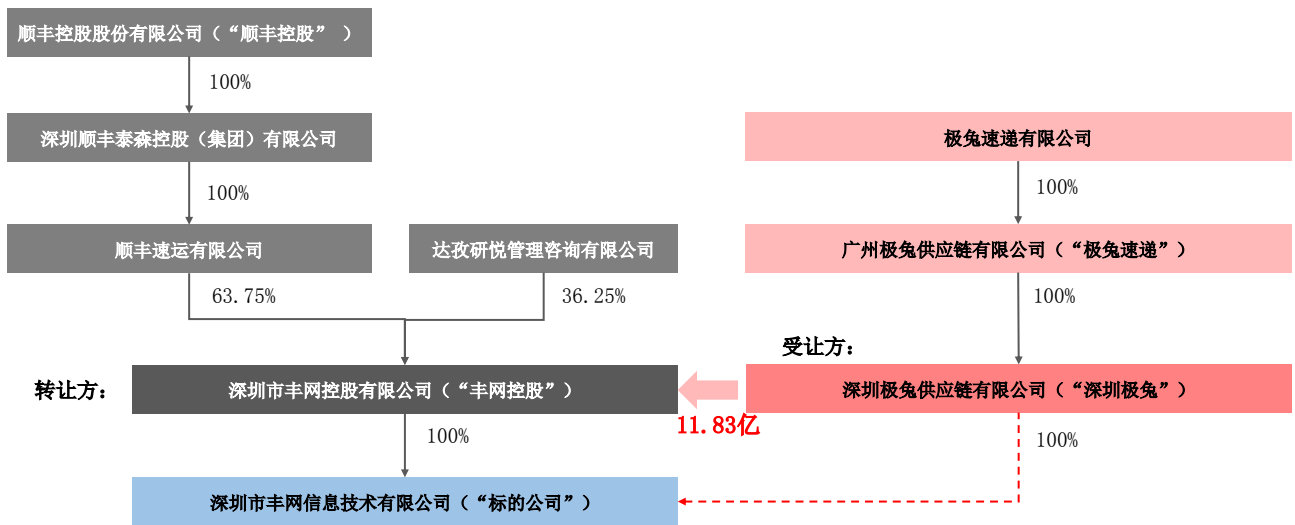 顺丰控股股份有限公司（“顺丰控股” ）
100%
深圳顺丰泰森控股（集团）有限公司
极兔速递有限公司
100%
100%
顺丰速运有限公司
达孜研悦管理咨询有限公司
广州极兔供应链有限公司（“极兔速递”）
63.75%
36.25%
100%
受让方：
转让方：
深圳市丰网控股有限公司（“丰网控股”）
深圳极兔供应链有限公司（“深圳极兔”）
11.83亿
100%
100%
深圳市丰网信息技术有限公司（“标的公司”）